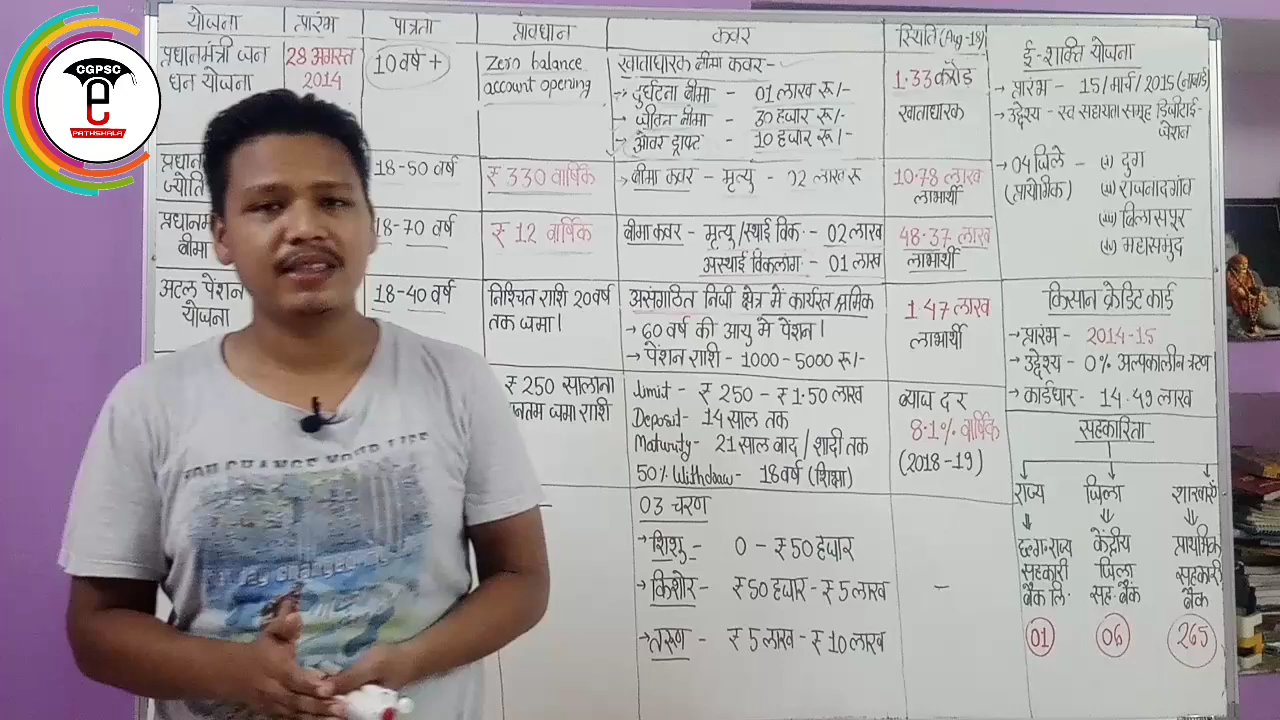 CGPSC
e
PATHSHALA
योजना प्रारंभ पात्रता प्रावधान कवर स्थिति (Aug-19)
प्रधानमंत्री जन
धन योजना
28 अगस्त
2014
10 वर्ष +
Zero balance
account opening
खाताधारक बीमा कवर -
→ दुर्घटना बीमा - 01 लाख रू/-
→ जीवन बीमा - 30 हजार रू/-
→ ओवर ड्राफ्ट - 10 हजार रू/-
1.33 करोड़
खाताधारक
प्रधान
ज्योति
18-50 वर्ष
₹ 330 वार्षिक
→ बीमा कवर - मृत्यु - 02 लाख रू
10.78 लाख
लाभार्थी
प्रधानम
बीमा
18-70 वर्ष
₹ 12 वार्षिक
बीमा कवर - मृत्यु/स्थाई विक. - 02 लाख
अस्थाई विकलांग - 01 लाख
48.37 लाख
लाभार्थी
अटल पेंशन
योजना
18-40 वर्ष
निश्चित राशि 20 वर्ष
तक जमा।
असंगठित निजी क्षेत्र में कार्यरत श्रमिक
→ 60 वर्ष की आयु मे पेंशन।
→ पेंशन राशि - 1000 - 5000 रू/-
1.47 लाख
लाभार्थी
₹ 250 सालाना
नतम जमा राशि
Limit - ₹ 250 - ₹ 1.50 लाख
Deposit - 14 साल तक
Maturity - 21 साल बाद / शादी तक
50% Withdraw - 18 वर्ष (शिक्षा)
ब्याज दर
8.1% वार्षिक
(2018-19)
03 चरण
→ शिशु - 0 - ₹ 50 हजार
→ किशोर - ₹ 50 हजार - ₹ 5 लाख
→ तरूण - ₹ 5 लाख - ₹ 10 लाख
-
ई-शक्ति योजना
→ प्रारंभ - 15/मार्च/2015 (नाबार्ड)
→ उद्देश्य - स्व सहायता समूह डिजीटाई-
जेशन
→ 04 जिले - (i) दुर्ग
(प्राथमिक) (ii) राजनादगाँव
(iii) बिलासपूर
(iv) महासमुद
किसान क्रेडिट कार्ड
→ प्रारंभ - 2014-15
→ उद्देश्य - 0% अल्पकालीन ऋण
→ कार्डधार - 14.49 लाख
सहकारिता
राज्य जिला शाखाएं
छ.ग. राज्य केंद्रीय प्राथमिक
सहकारी जिला सहकारी
बैंक लि. सह. बैंक बैंक
01 06 265